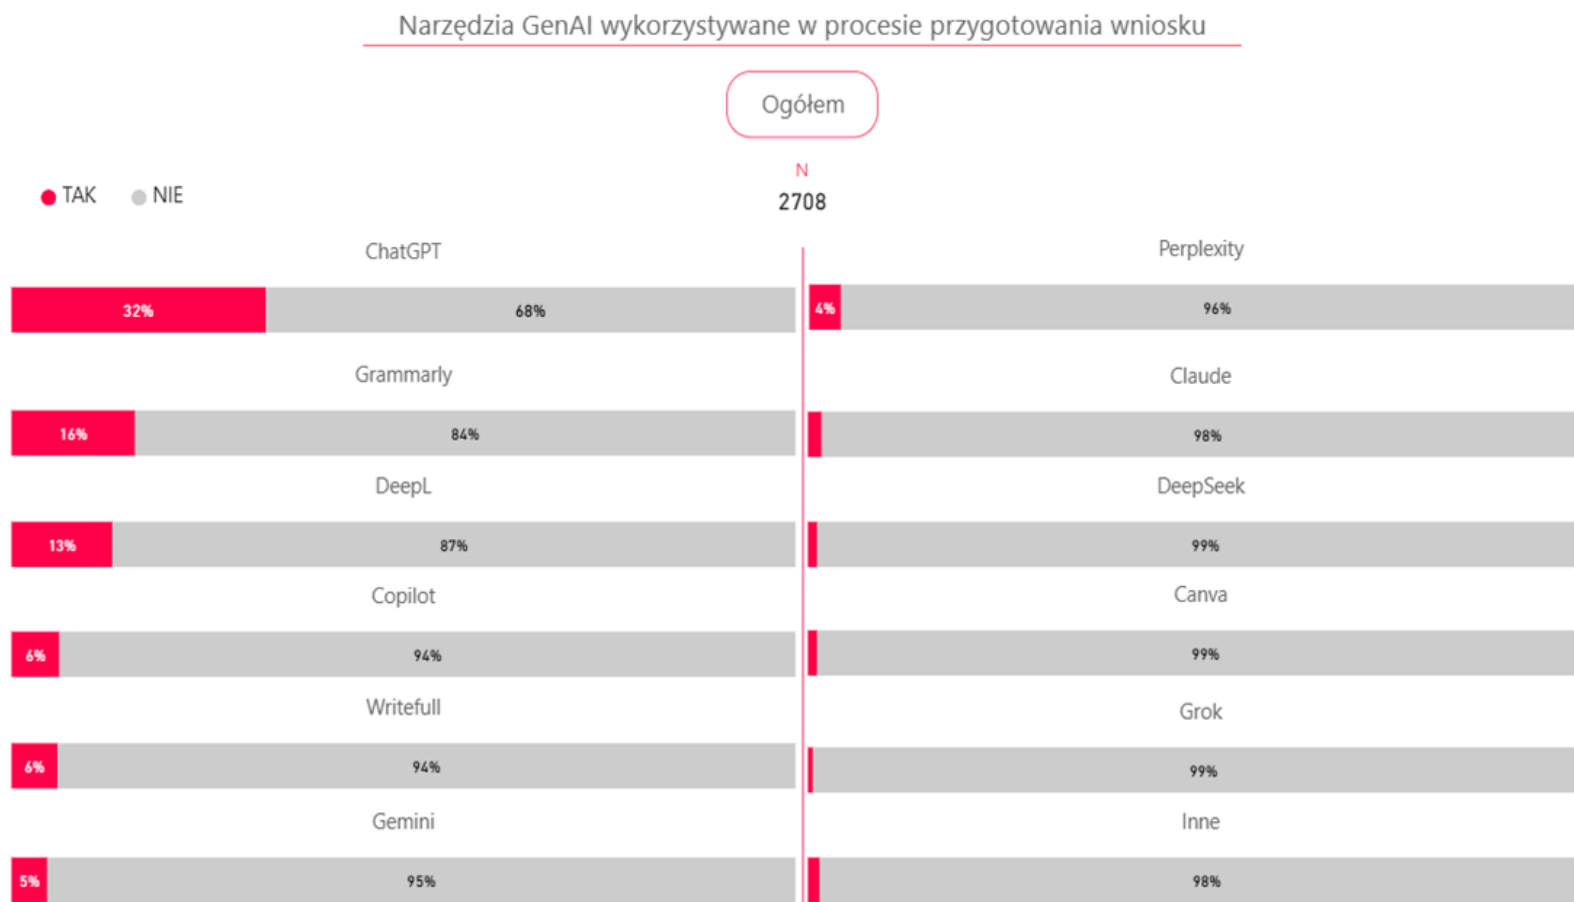 Narzędzia GenAI wykorzystywane w procesie przygotowania wniosku
Ogółem
N
2708
TAK NIE
ChatGPT
32% 68%
Grammarly
16% 84%
DeepL
13% 87%
Copilot
6% 94%
Writefull
6% 94%
Gemini
5% 95%
Perplexity
4% 96%
Claude
98%
DeepSeek
99%
Canva
99%
Grok
99%
Inne
98%